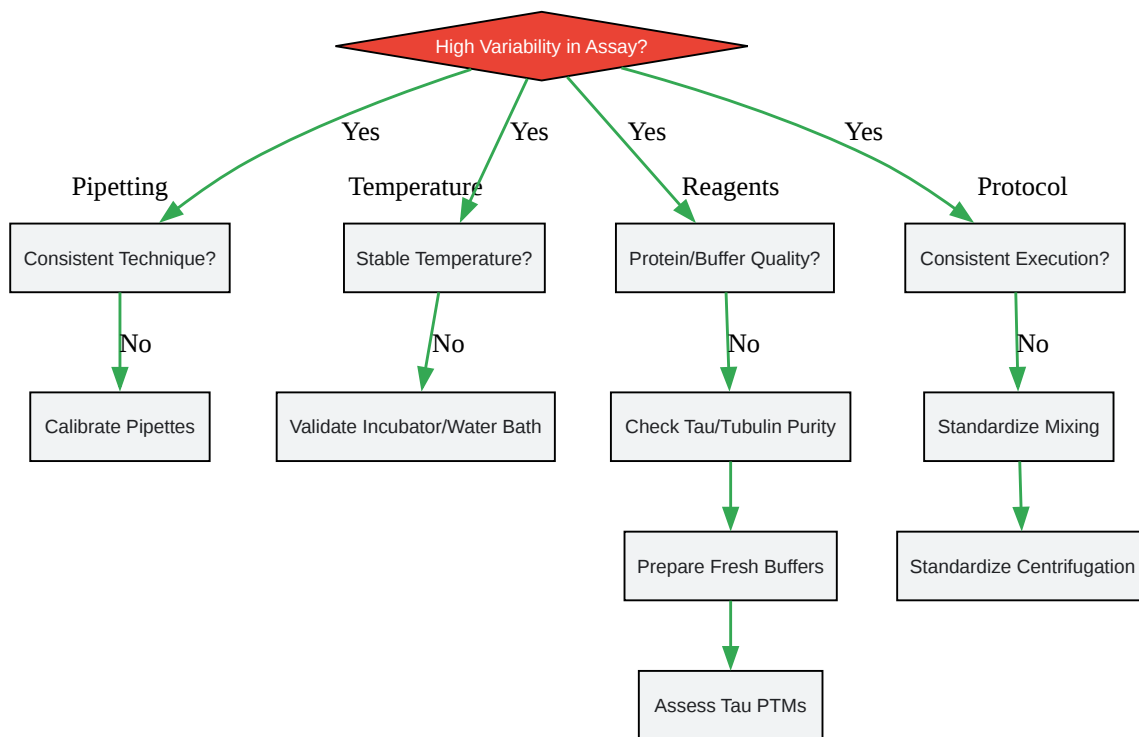 High Variability in Assay?
Yes Yes Yes Yes
Pipetting Temperature Reagents Protocol
Consistent Technique? Stable Temperature? Protein/Buffer Quality? Consistent Execution?
No No No No
Calibrate Pipettes Validate Incubator/Water Bath Check Tau/Tubulin Purity Standardize Mixing
Prepare Fresh Buffers Standardize Centrifugation
Assess Tau PTMs